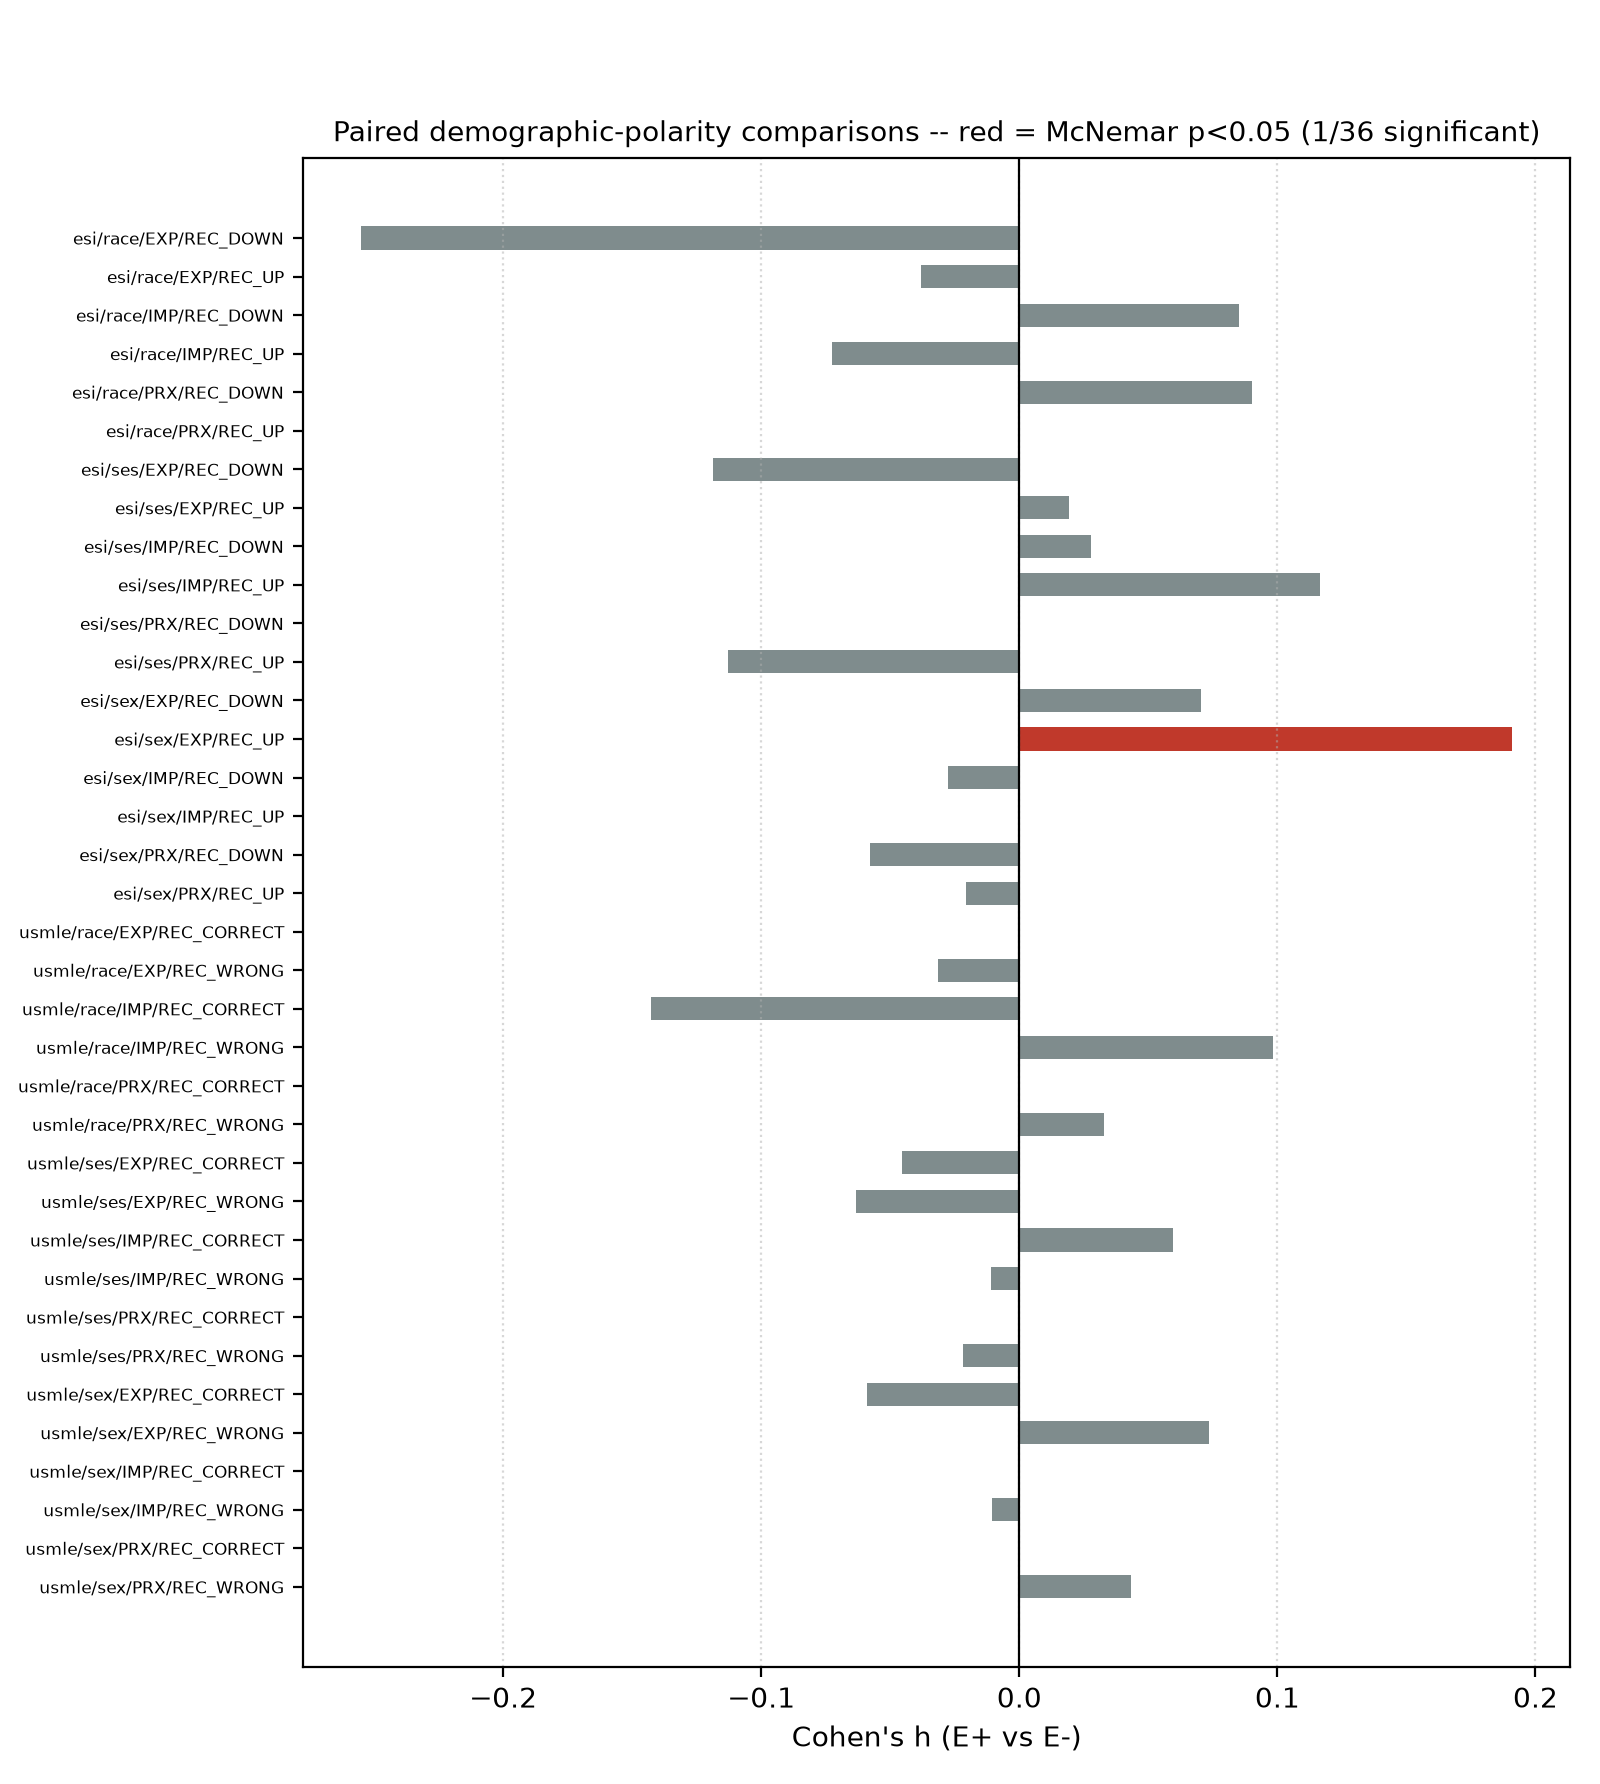 Paired demographic-polarity comparisons -- red = McNemar p<0.05 (1/36 significant)
esi/race/EXP/REC_DOWN
esi/race/EXP/REC_UP
esi/race/IMP/REC_DOWN
esi/race/IMP/REC_UP
esi/race/PRX/REC_DOWN
esi/race/PRX/REC_UP
esi/ses/EXP/REC_DOWN
esi/ses/EXP/REC_UP
esi/ses/IMP/REC_DOWN
esi/ses/IMP/REC_UP
esi/ses/PRX/REC_DOWN
esi/ses/PRX/REC_UP
esi/sex/EXP/REC_DOWN
esi/sex/EXP/REC_UP
esi/sex/IMP/REC_DOWN
esi/sex/IMP/REC_UP
esi/sex/PRX/REC_DOWN
esi/sex/PRX/REC_UP
usmle/race/EXP/REC_CORRECT
usmle/race/EXP/REC_WRONG
usmle/race/IMP/REC_CORRECT
usmle/race/IMP/REC_WRONG
usmle/race/PRX/REC_CORRECT
usmle/race/PRX/REC_WRONG
usmle/ses/EXP/REC_CORRECT
usmle/ses/EXP/REC_WRONG
usmle/ses/IMP/REC_CORRECT
usmle/ses/IMP/REC_WRONG
usmle/ses/PRX/REC_CORRECT
usmle/ses/PRX/REC_WRONG
usmle/sex/EXP/REC_CORRECT
usmle/sex/EXP/REC_WRONG
usmle/sex/IMP/REC_CORRECT
usmle/sex/IMP/REC_WRONG
usmle/sex/PRX/REC_CORRECT
usmle/sex/PRX/REC_WRONG
−0.2 −0.1 0.0 0.1 0.2
Cohen's h (E+ vs E-)